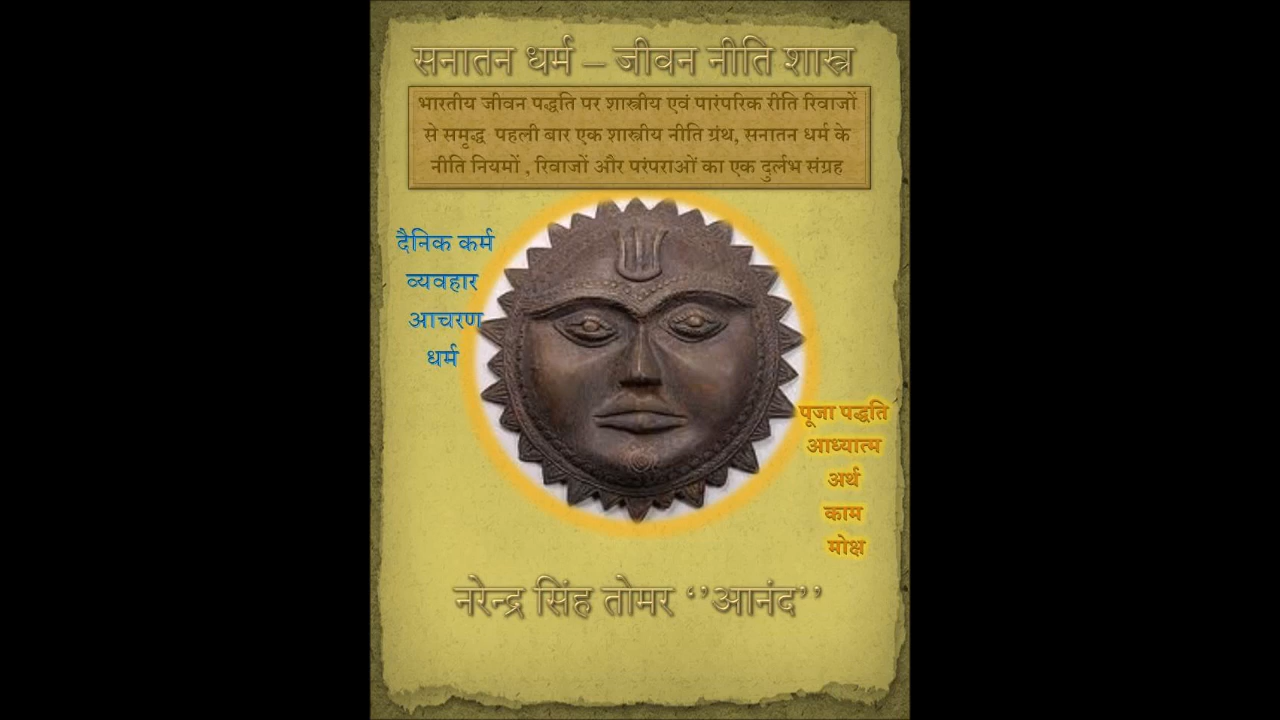 सनातन धर्म – जीवन नीति शास्त्र
भारतीय जीवन पद्धति पर शास्त्रीय एवं पारंपरिक रीति रिवाजों
से समृद्ध पहली बार एक शास्त्रीय नीति ग्रंथ, सनातन धर्म के
नीति नियमों , रिवाजों और परंपराओं का एक दुर्लभ संग्रह
दैनिक कर्म
व्यवहार
आचरण
धर्म
पूजा पद्धति
आध्यात्म
अर्थ
काम
मोक्ष
नरेन्द्र सिंह तोमर ‘’आनंद’’